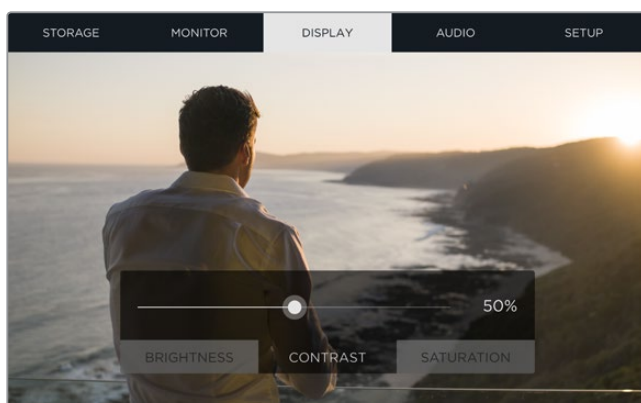 STORAGE MONITOR DISPLAY AUDIO SETUP
50%
BRIGHTNESS CONTRAST SATURATION